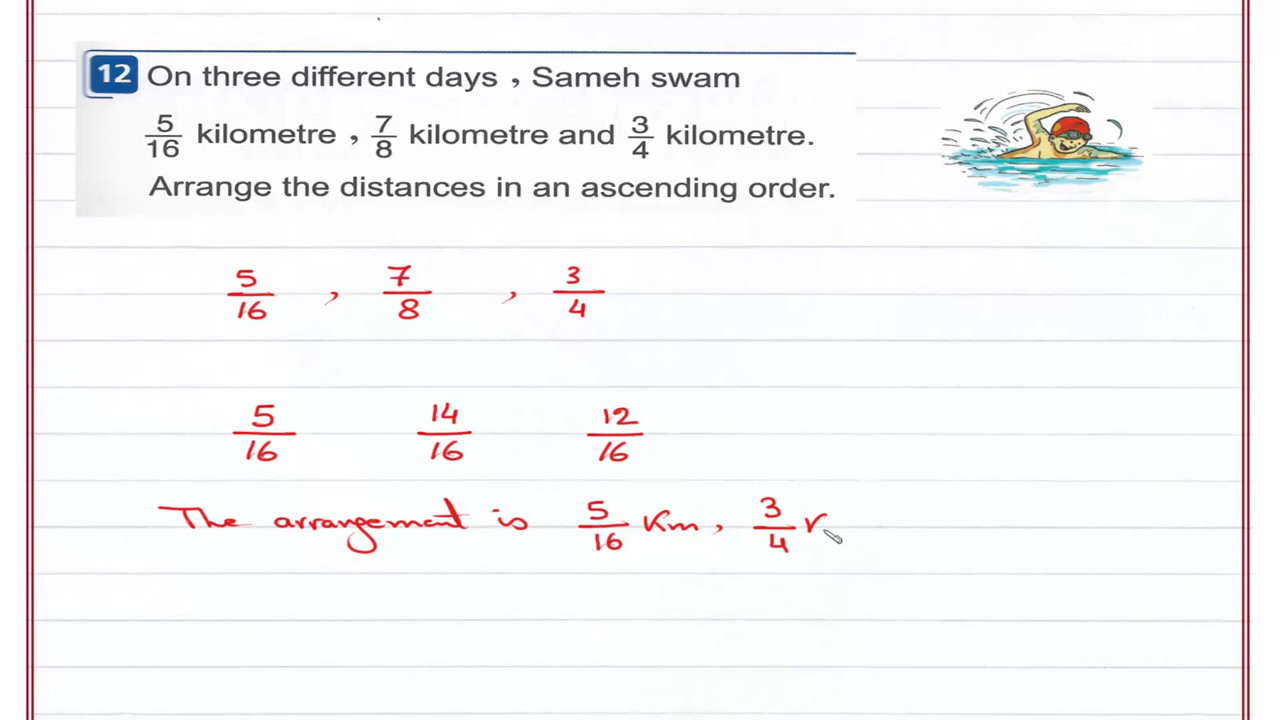 12 On three different days , Sameh swam
5/16 kilometre , 7/8 kilometre and 3/4 kilometre.
Arrange the distances in an ascending order.
5/16 , 7/8 , 3/4
5/16 14/16 12/16
The arrangement is 5/16 Km, 3/4